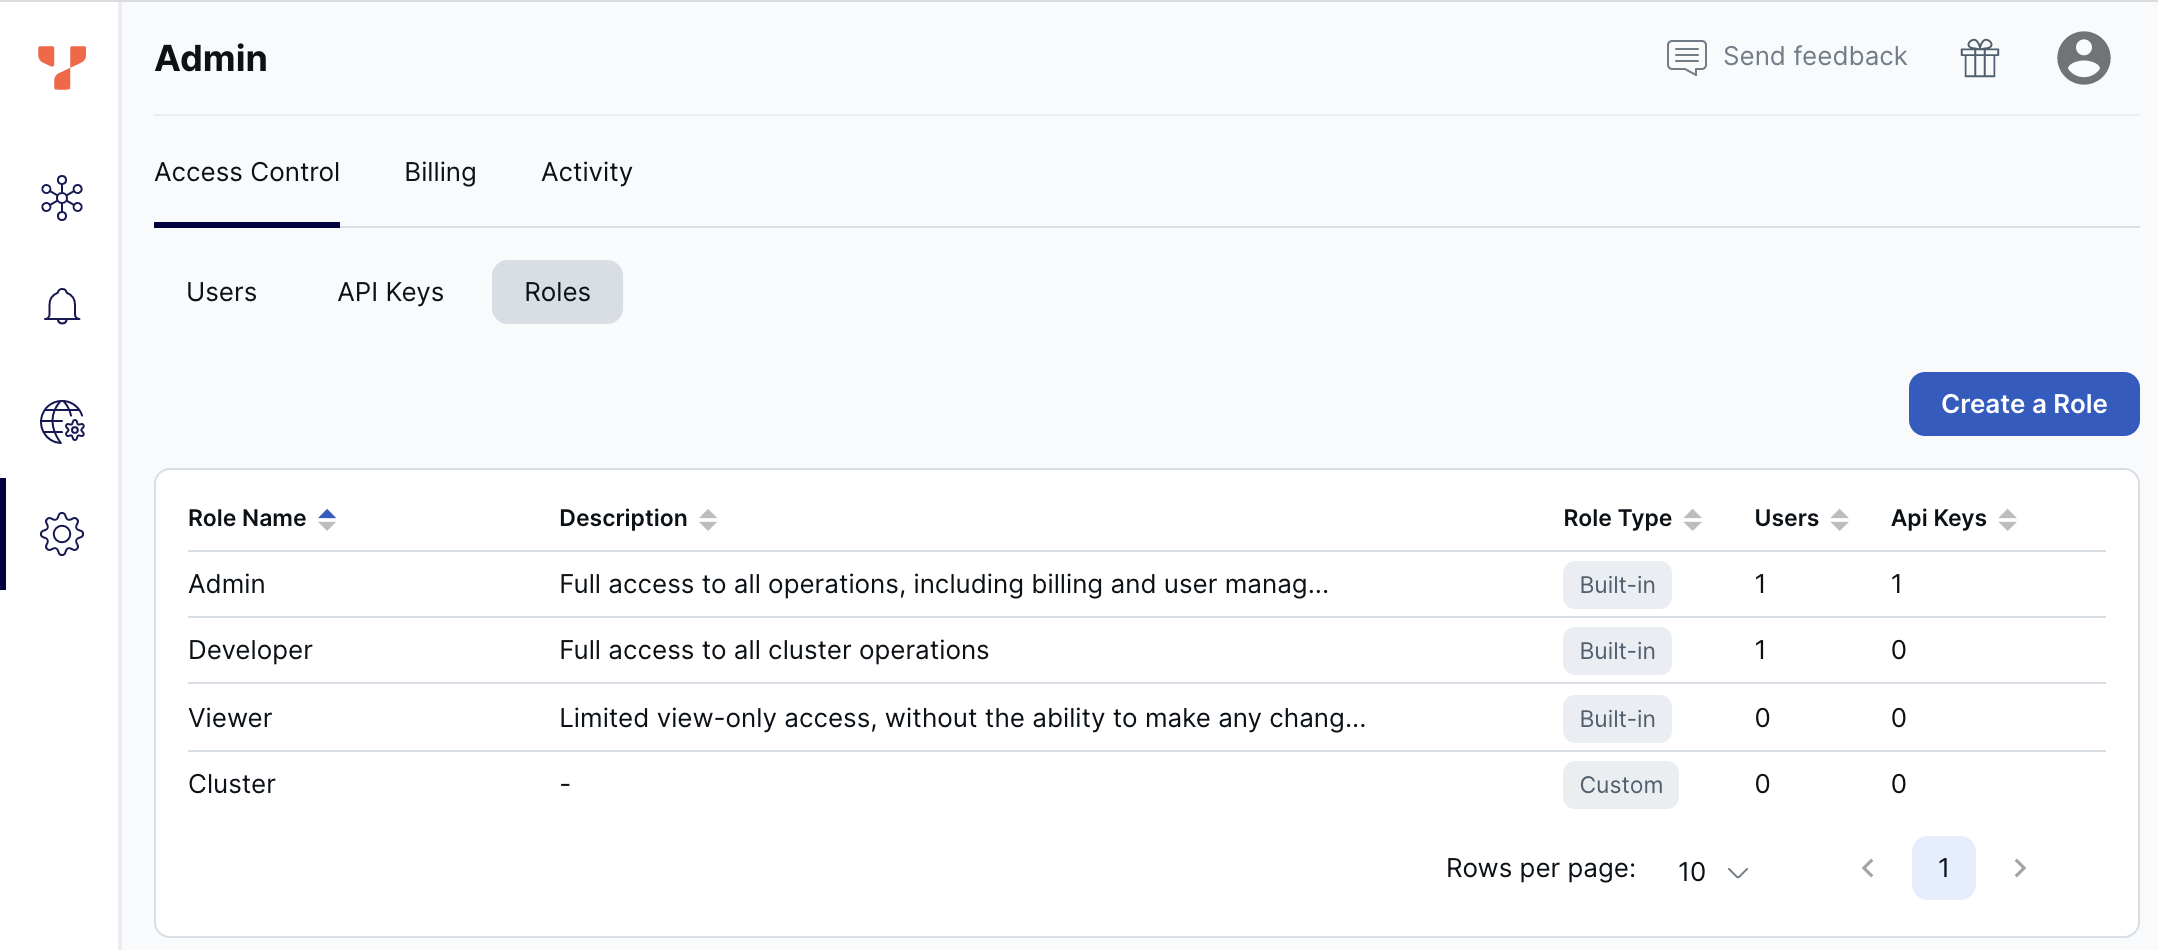 Admin
Send feedback
Access Control Billing Activity
Users API Keys Roles
Create a Role
Role Name Description Role Type Users Api Keys
Admin Full access to all operations, including billing and user manag... Built-in 1 1
Developer Full access to all cluster operations Built-in 1 0
Viewer Limited view-only access, without the ability to make any chang... Built-in 0 0
Cluster - Custom 0 0
Rows per page: 10 1